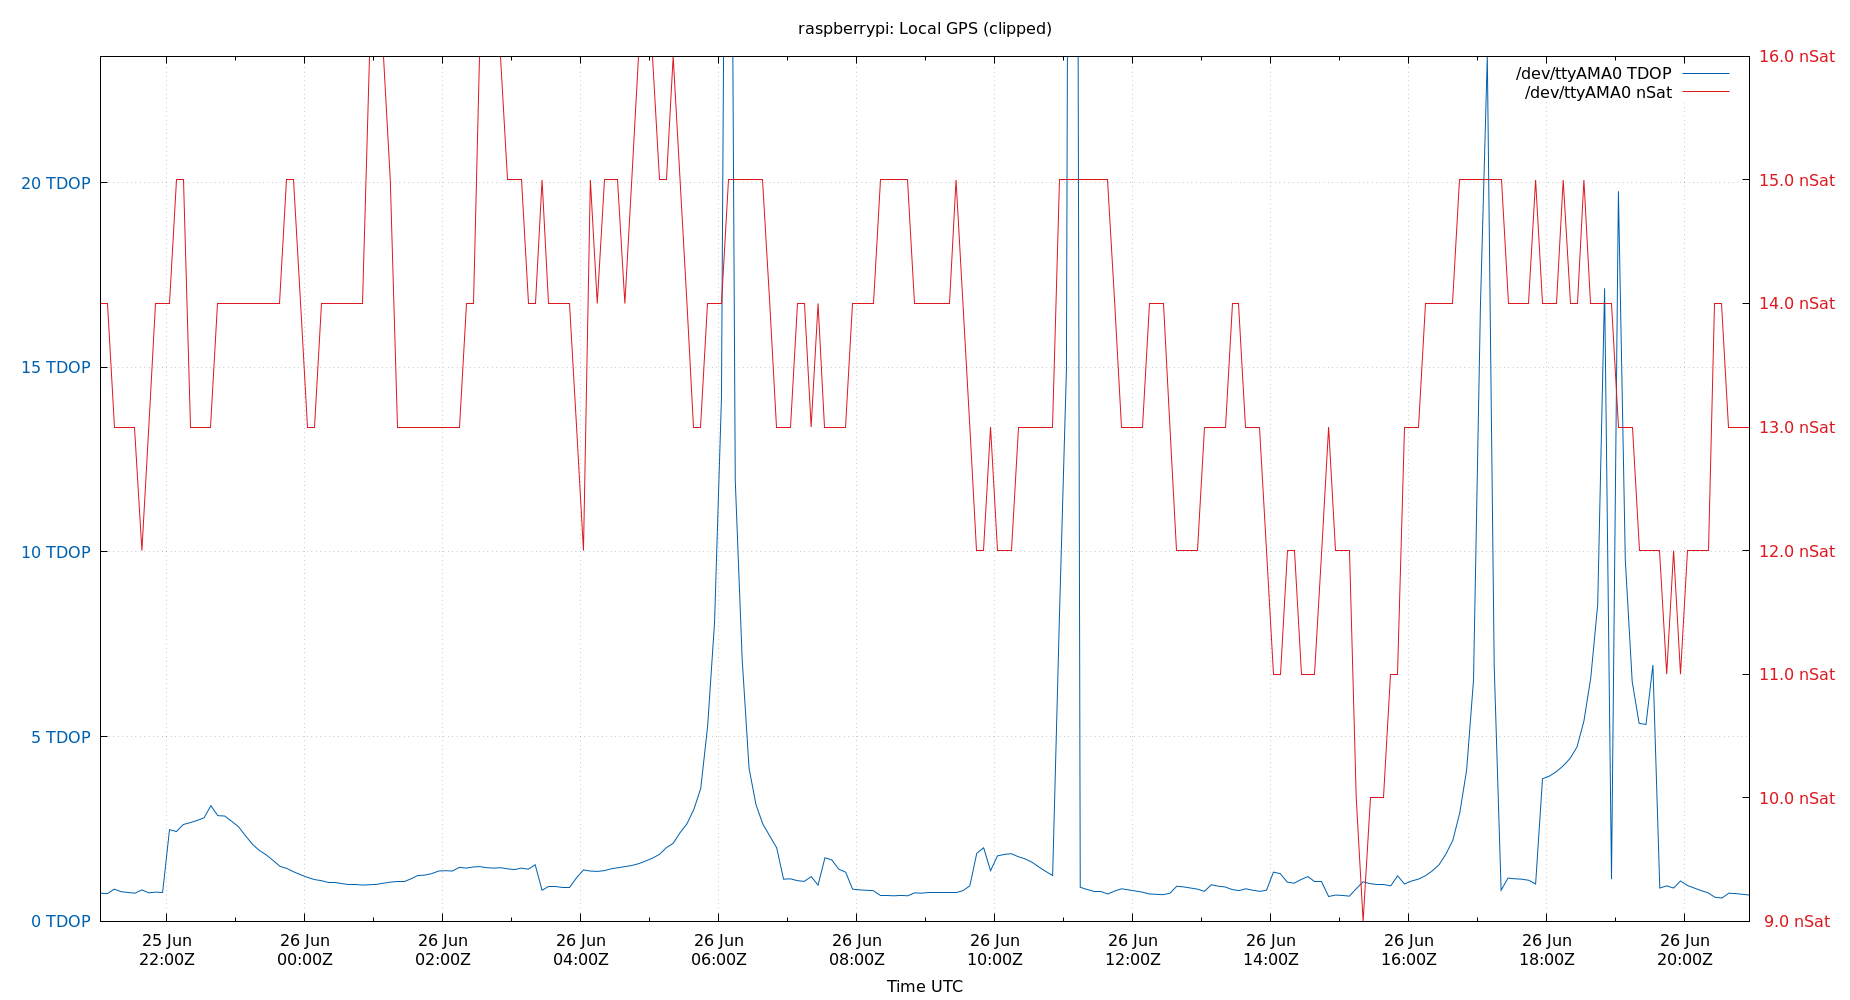 raspberrypi: Local GPS (clipped)
16.0 nSat
/dev/ttyAMA0 TDOP
/dev/ttyAMA0 nSat
20 TDOP
15.0 nSat
14.0 nSat
15 TDOP
13.0 nSat
10 TDOP
12.0 nSat
11.0 nSat
5 TDOP
10.0 nSat
0 TDOP
9.0 nSat
25 Jun
22:00Z
26 Jun
00:00Z
26 Jun
02:00Z
26 Jun
04:00Z
26 Jun
06:00Z
26 Jun
08:00Z
26 Jun
10:00Z
26 Jun
12:00Z
26 Jun
14:00Z
26 Jun
16:00Z
26 Jun
18:00Z
26 Jun
20:00Z
Time UTC